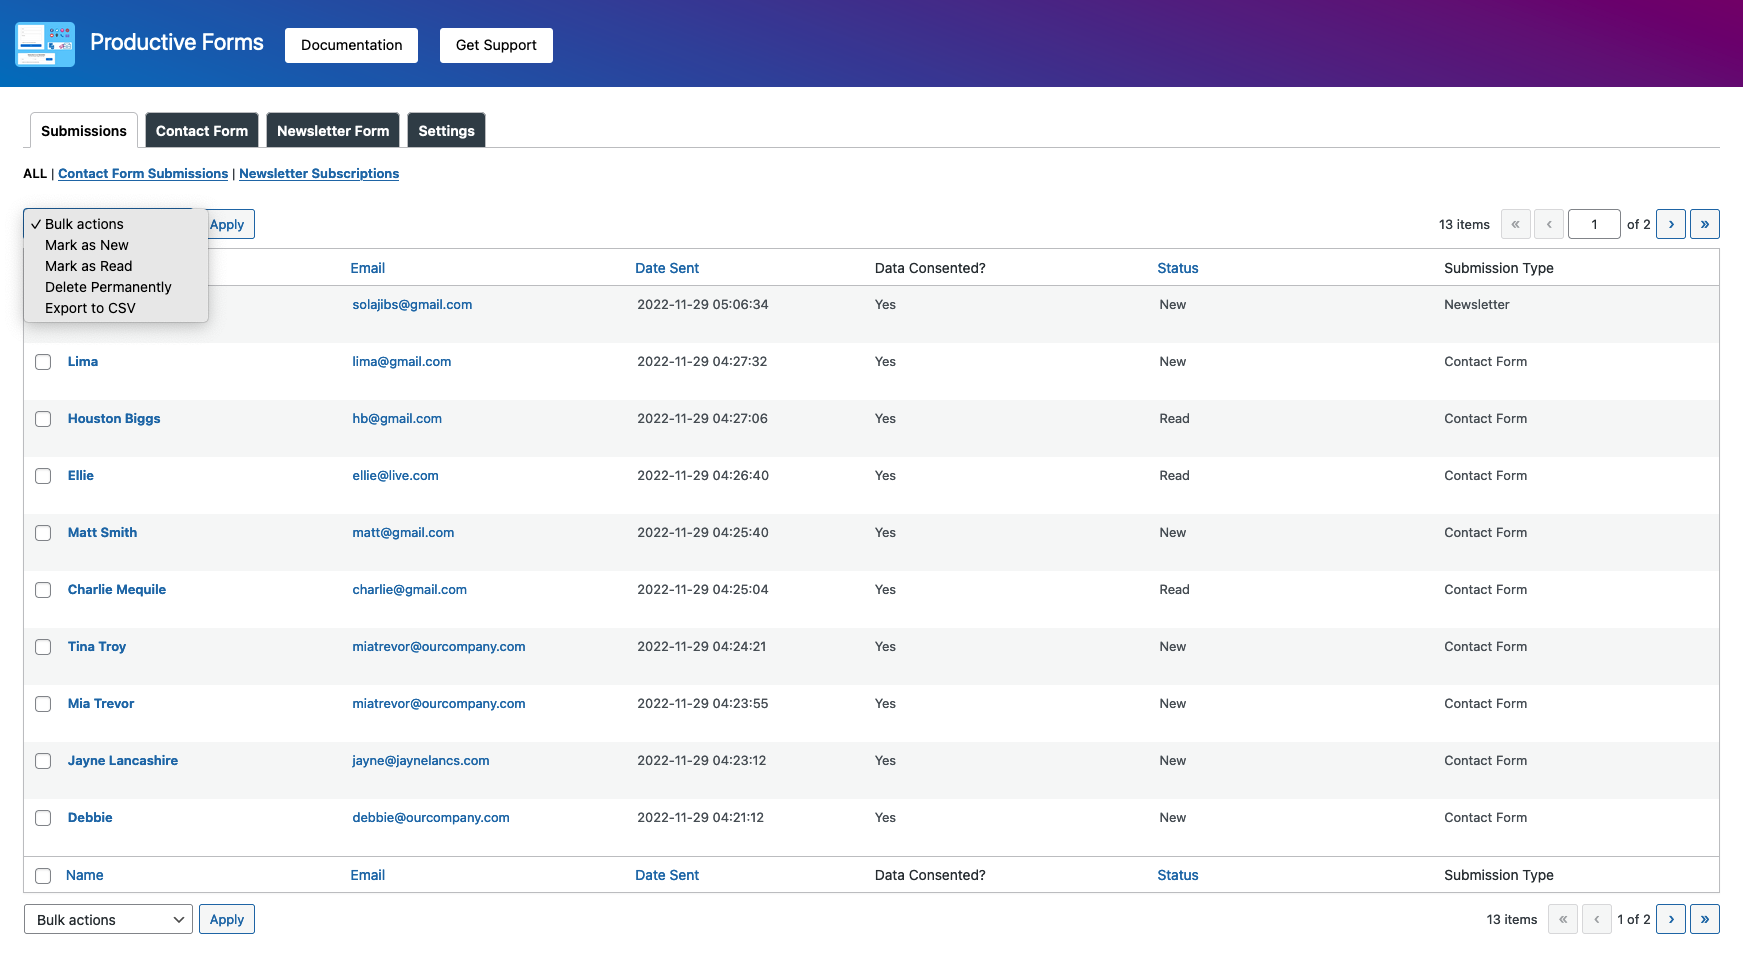 Productive Forms Documentation Get Support
Submissions Contact Form Newsletter Form Settings
ALL | Contact Form Submissions | Newsletter Subscriptions
✓ Bulk actions Apply 13 items « ‹ 1 of 2 › »
Mark as New
Mark as Read
Delete Permanently
Export to CSV
Email Date Sent Data Consented? Status Submission Type
solajibs@gmail.com 2022-11-29 05:06:34 Yes New Newsletter
Lima lima@gmail.com 2022-11-29 04:27:32 Yes New Contact Form
Houston Biggs hb@gmail.com 2022-11-29 04:27:06 Yes Read Contact Form
Ellie ellie@live.com 2022-11-29 04:26:40 Yes Read Contact Form
Matt Smith matt@gmail.com 2022-11-29 04:25:40 Yes New Contact Form
Charlie Mequile charlie@gmail.com 2022-11-29 04:25:04 Yes Read Contact Form
Tina Troy miatrevor@ourcompany.com 2022-11-29 04:24:21 Yes New Contact Form
Mia Trevor miatrevor@ourcompany.com 2022-11-29 04:23:55 Yes New Contact Form
Jayne Lancashire jayne@jaynelancs.com 2022-11-29 04:23:12 Yes New Contact Form
Debbie debbie@ourcompany.com 2022-11-29 04:21:12 Yes New Contact Form
Name Email Date Sent Data Consented? Status Submission Type
Bulk actions Apply 13 items « ‹ 1 of 2 › »